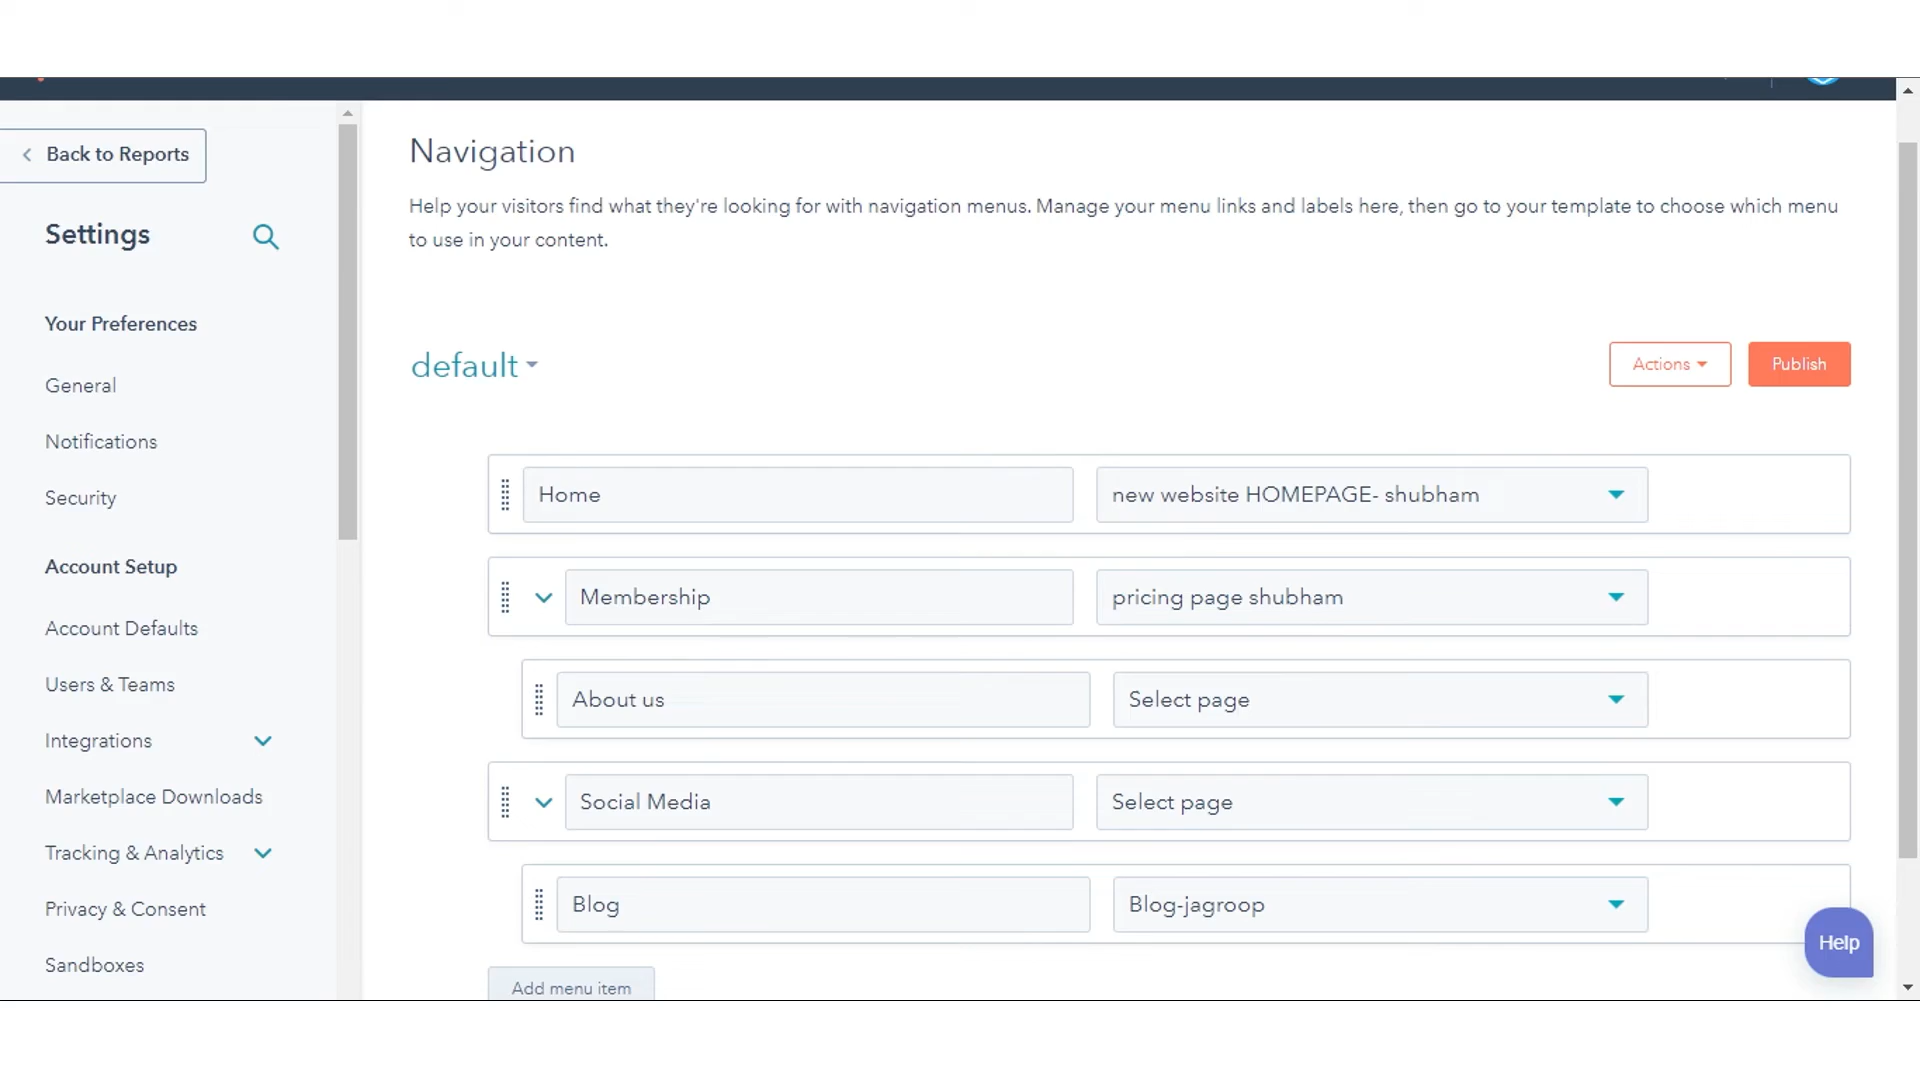 Back to Reports
Settings
Your Preferences
General
Notifications
Security
Account Setup
Account Defaults
Users & Teams
Integrations
Marketplace Downloads
Tracking & Analytics
Privacy & Consent
Sandboxes
Navigation
Help your visitors find what they're looking for with navigation menus. Manage your menu links and labels here, then go to your template to choose which menu
to use in your content.
default
Actions
Publish
Home
new website HOMEPAGE- shubham
Membership
pricing page shubham
About us
Select page
Social Media
Select page
Blog
Blog-jagroop
Add menu item
Help